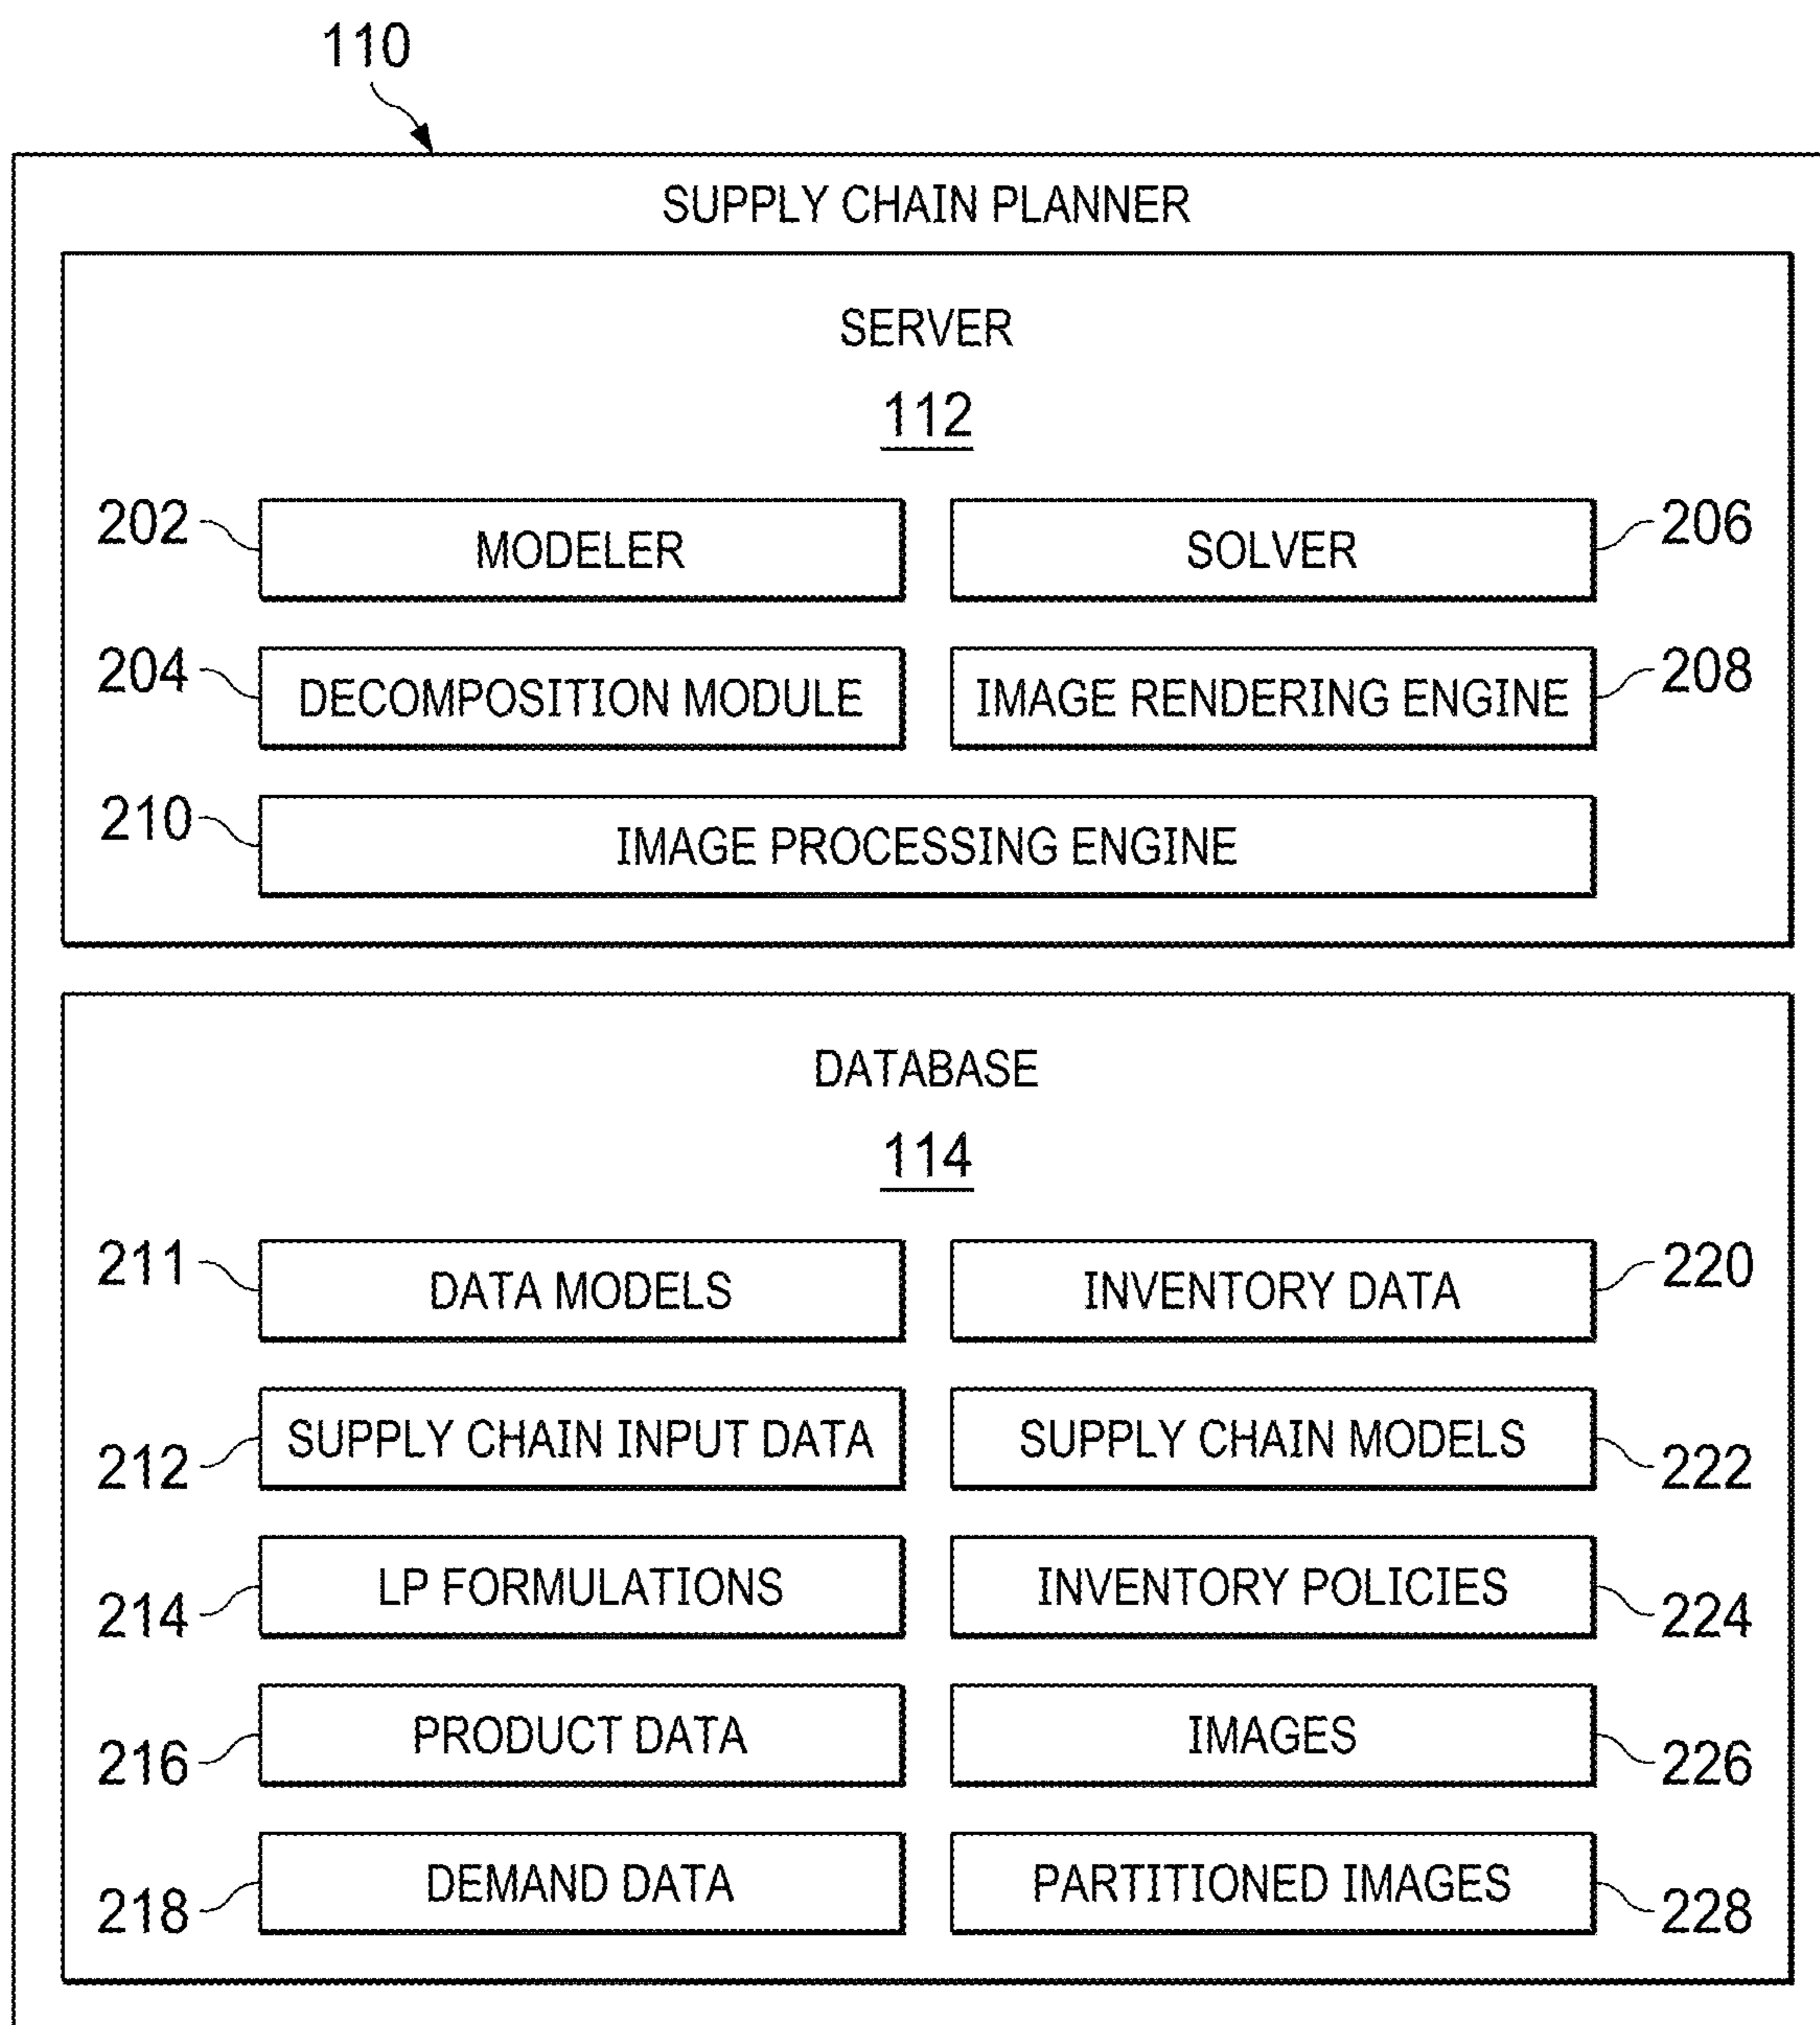 110
SUPPLY CHAIN PLANNER
SERVER
112
202 MODELER SOLVER 206
204 DECOMPOSITION MODULE IMAGE RENDERING ENGINE 208
210 IMAGE PROCESSING ENGINE
DATABASE
114
211 DATA MODELS INVENTORY DATA 220
212 SUPPLY CHAIN INPUT DATA SUPPLY CHAIN MODELS 222
214 LP FORMULATIONS INVENTORY POLICIES 224
216 PRODUCT DATA IMAGES 226
218 DEMAND DATA PARTITIONED IMAGES 228